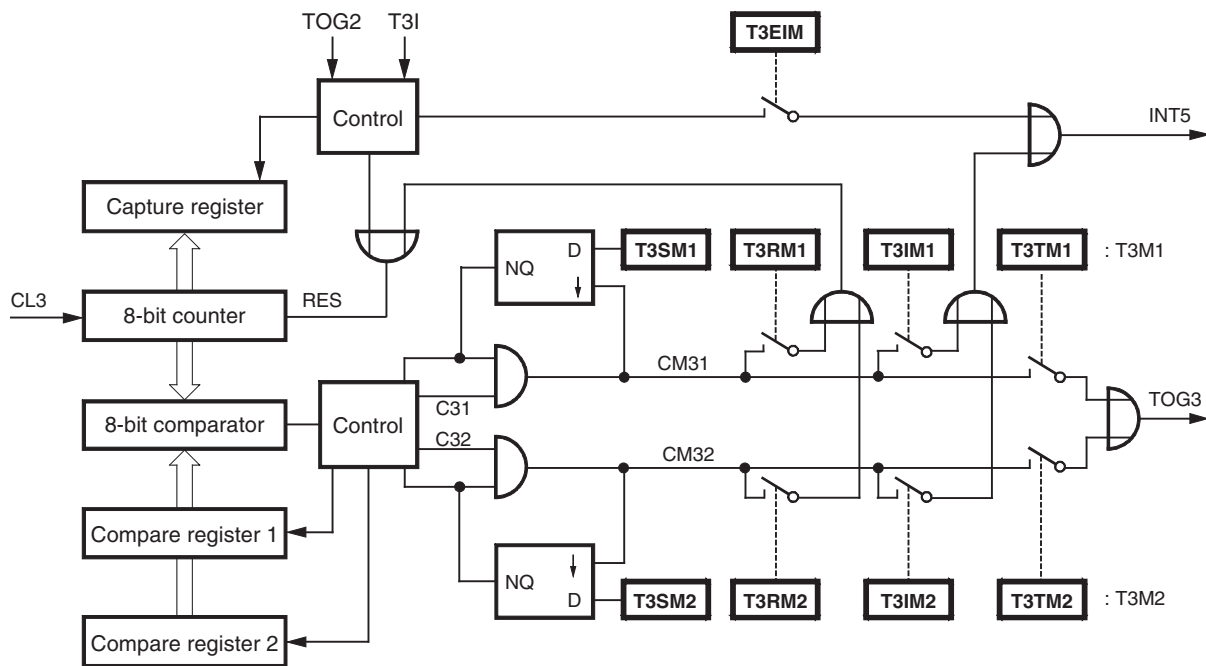 TOG2 T3I
T3EIM
Control
INT5
Capture register
D T3SM1 T3RM1 T3IM1 T3TM1 : T3M1
NQ
CL3
8-bit counter
RES
CM31
C31
TOG3
8-bit comparator
Control
C32
CM32
Compare register 1
NQ
D T3SM2 T3RM2 T3IM2 T3TM2 : T3M2
Compare register 2